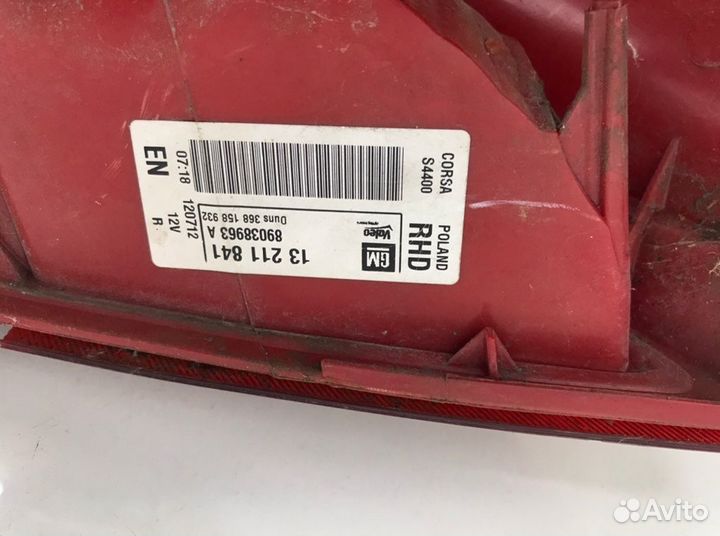 CORSA
S4400
POLAND
RHD
GM
Valeo
13 211 841
89038963 A
Duns 368 158 932
EN
07:18
120712
12V
R
Avito